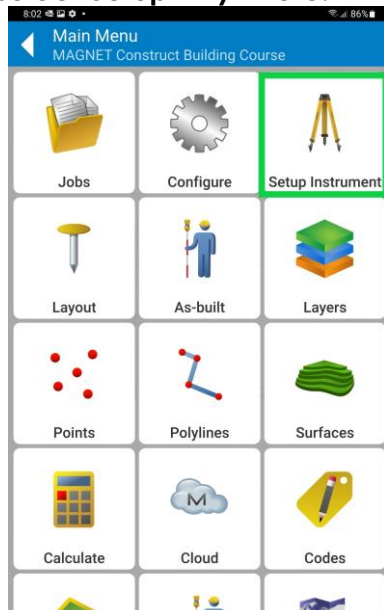 8:02
86%
Main Menu
MAGNET Construct Building Course
Jobs
Configure
Setup Instrument
Layout
As-built
Layers
Points
Polylines
Surfaces
Calculate
M
Cloud
Codes